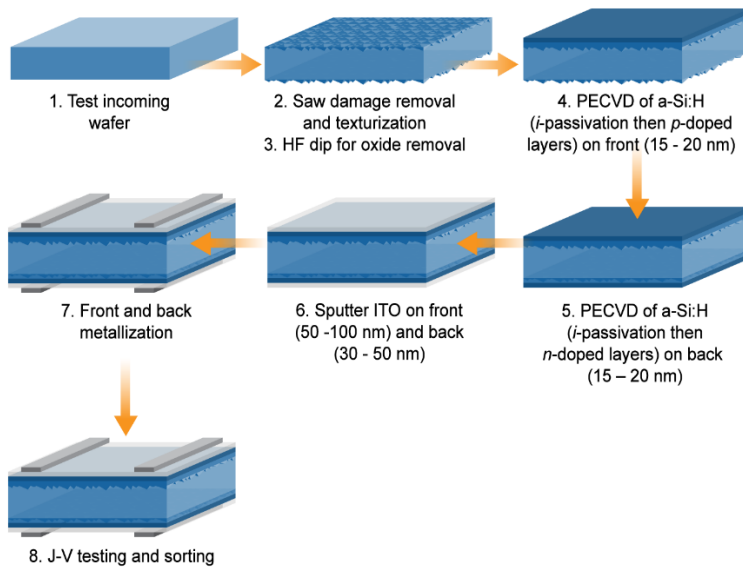 1. Test incoming
wafer
2. Saw damage removal
and texturization
3. HF dip for oxide removal
4. PECVD of a-Si:H
(i-passivation then p-doped
layers) on front (15 - 20 nm)
5. PECVD of a-Si:H
(i-passivation then
n-doped layers) on back
(15 – 20 nm)
6. Sputter ITO on front
(50 -100 nm) and back
(30 - 50 nm)
7. Front and back
metallization
8. J-V testing and sorting